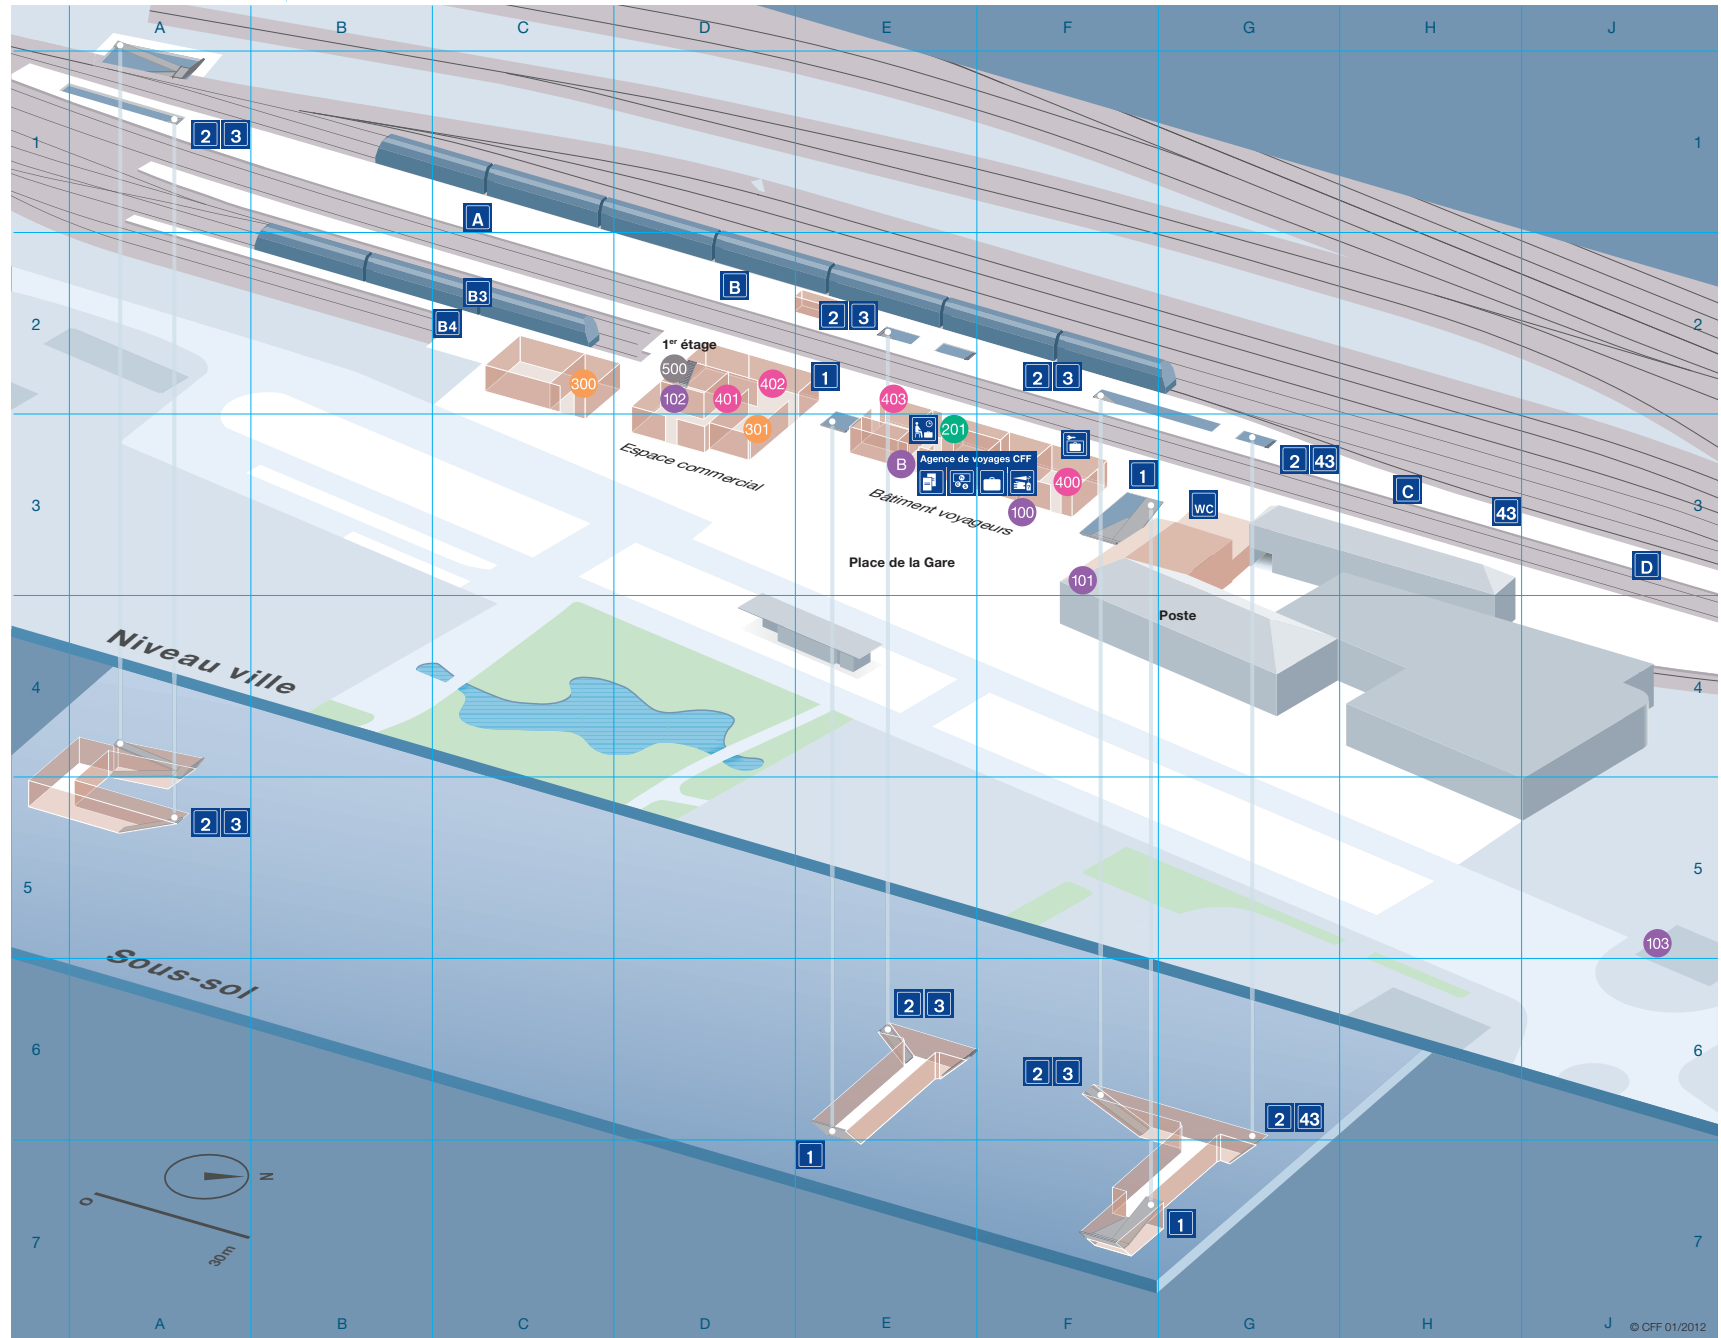 A B C D E F G H J
1 1
2 3
A
B
B3
B4
2 3
2 2
1er étage
500
300
102
401
402
1
403
2 3
301
201
B
Agence de voyages CFF
400
100
Espace commercial
Bâtiment voyageurs
1
2 43
C
43
WC
3 3
D
Place de la Gare
101
Poste
Niveau ville
4 4
2 3
5 5
103
Sous-sol
2 3
6 6
2 3
2 43
1
N
0
30m
1
7 7
A B C D E F G H J
© CFF 01/2012